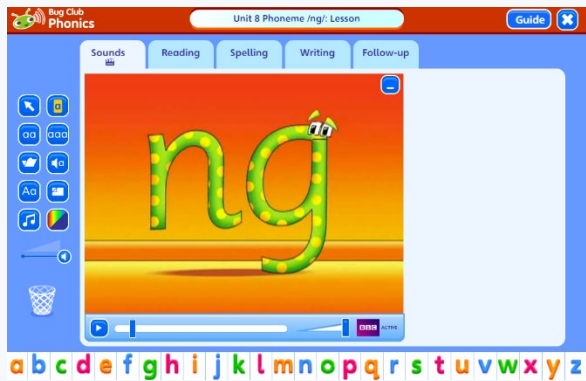 Bug Club
Phonics
Unit 8 Phoneme /ng/: Lesson
Guide
Sounds
Reading
Spelling
Writing
Follow-up
ng
a
aa
aaa
a
Aa
BBC ACTIVE
a b c d e f g h i j k l m n o p q r s t u v w x y z